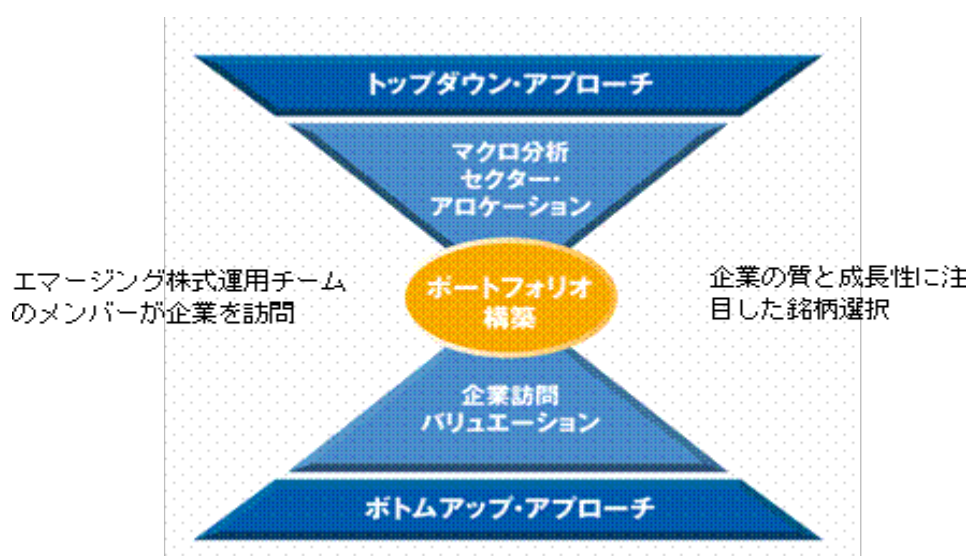 トップダウン・アプローチ
マクロ分析
セクター・
アロケーション
エマージング株式運用チーム
のメンバーが企業を訪問
ポートフォリオ
構築
企業の質と成長性に注
目した銘柄選択
企業訪問
バリュエーション
ボトムアップ・アプローチ